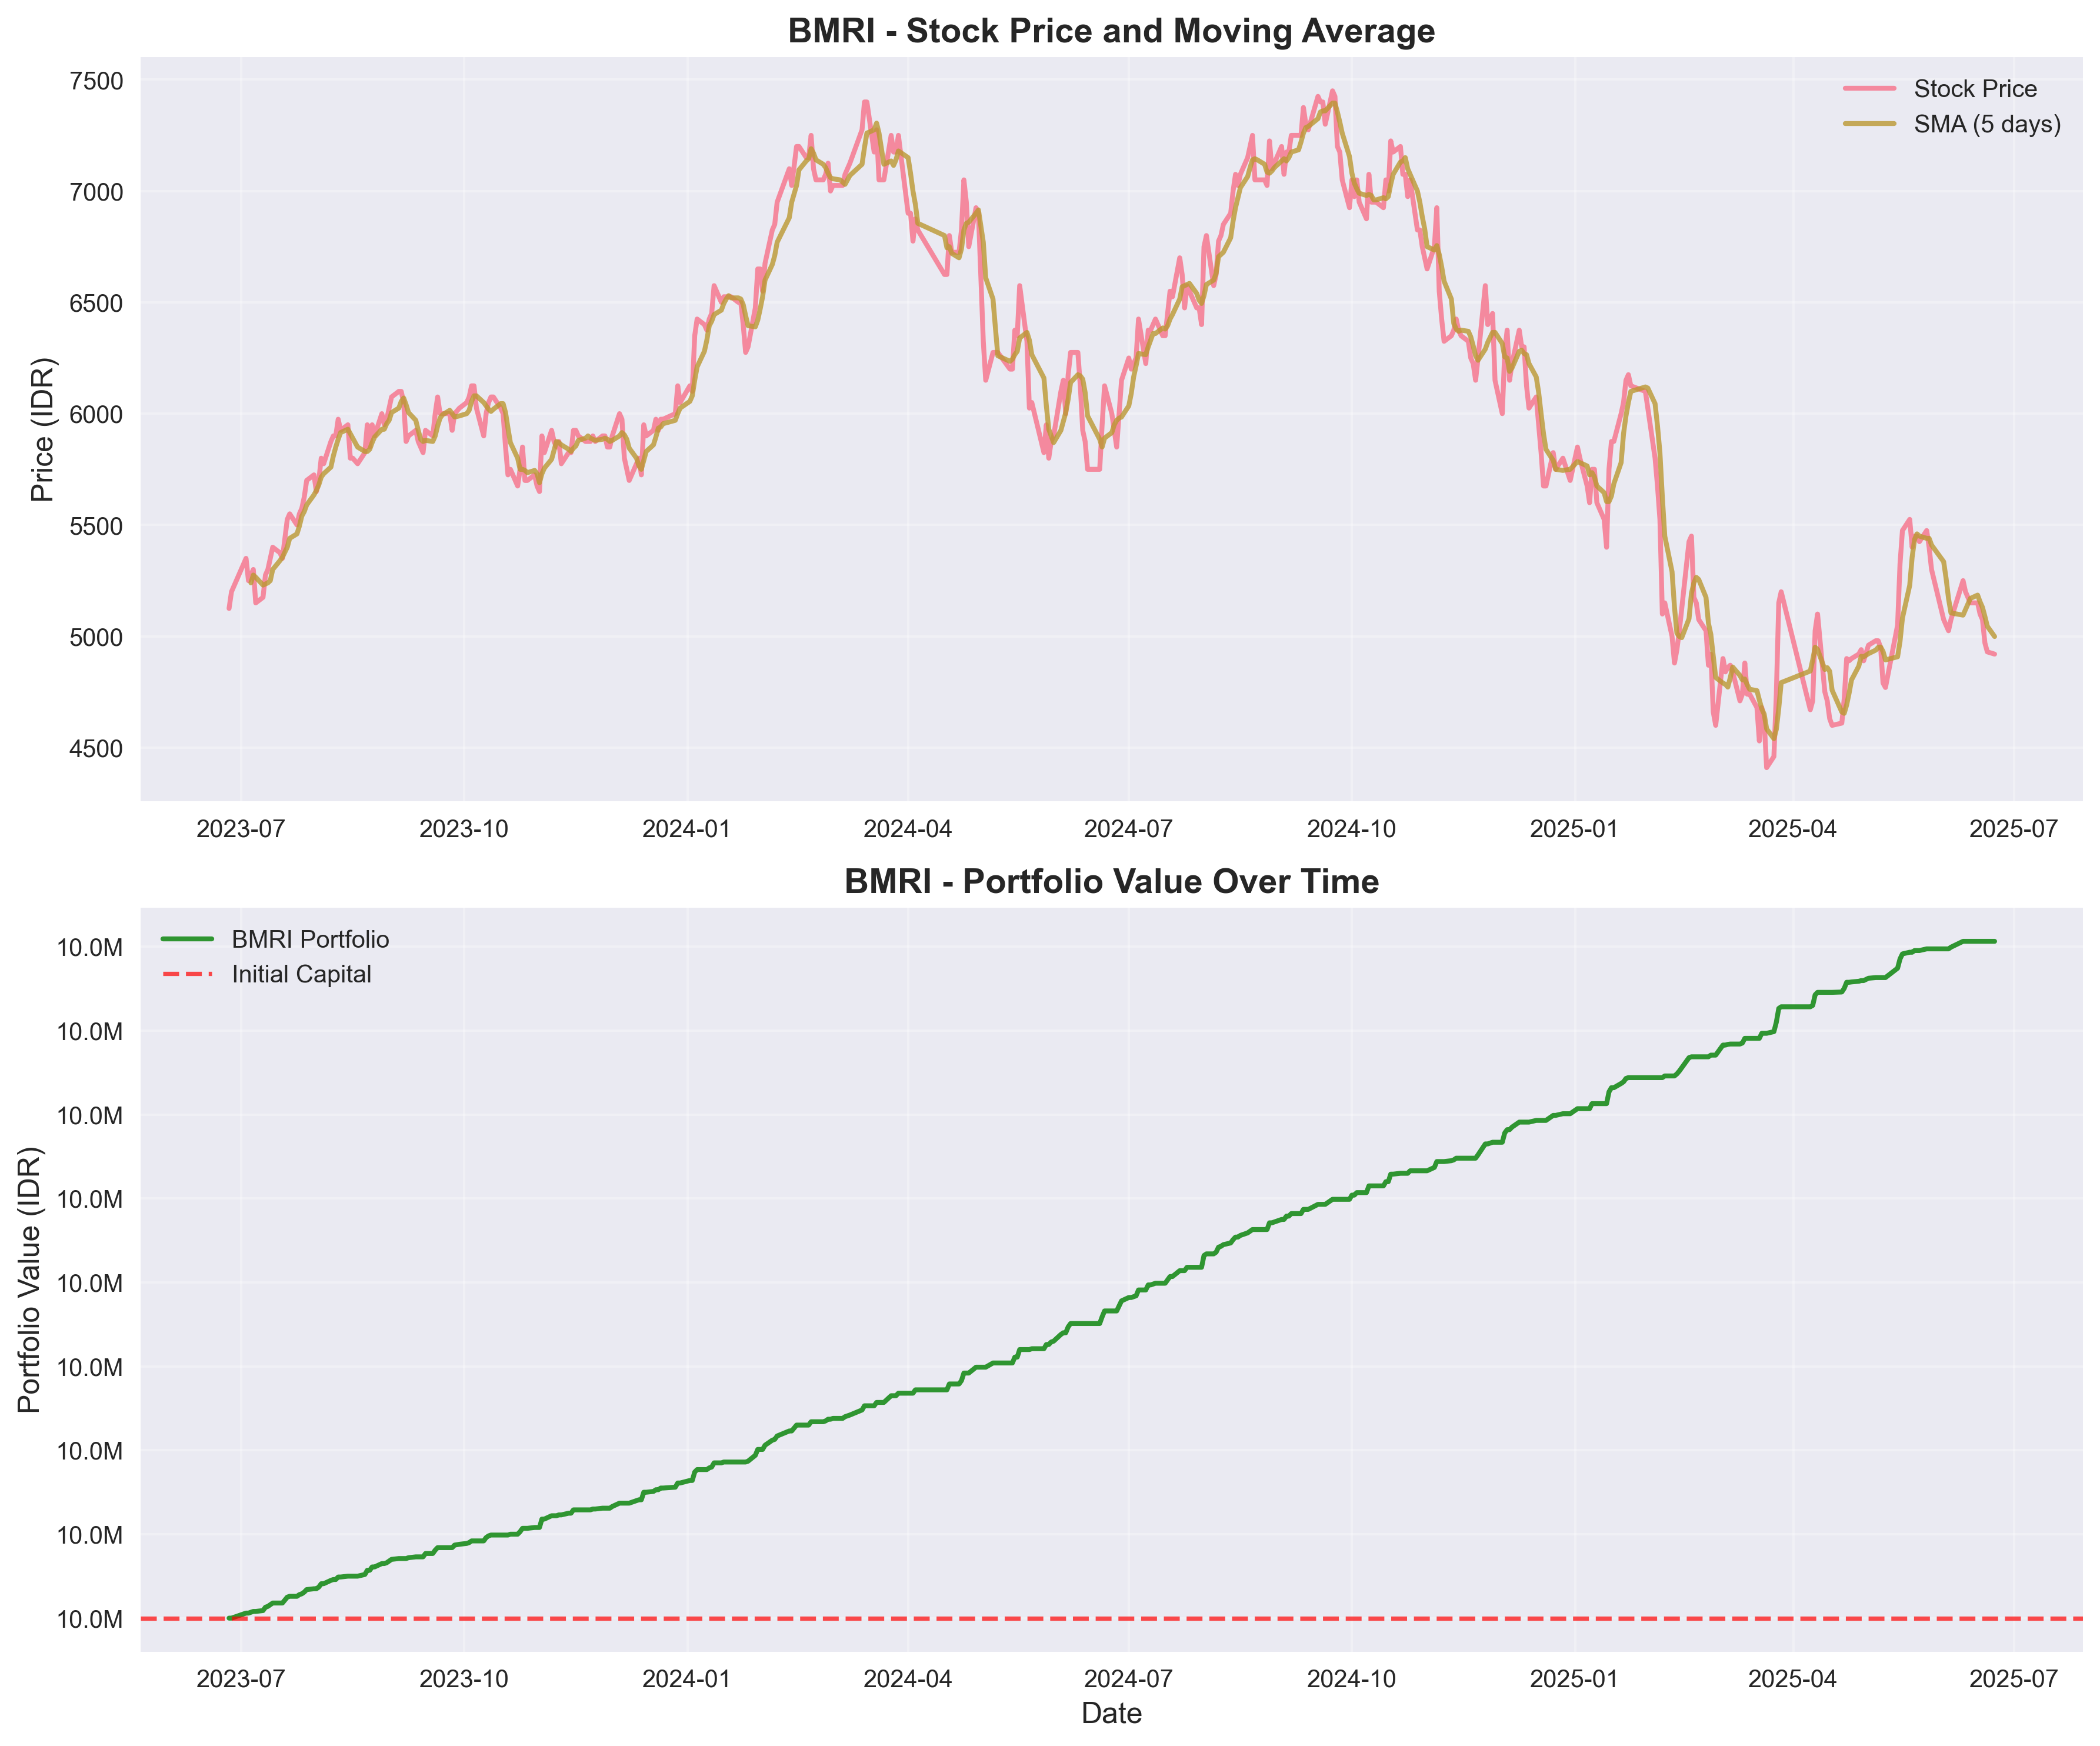 BMRI - Stock Price and Moving Average
Price (IDR)
7500
7000
6500
6000
5500
5000
4500
Stock Price
SMA (5 days)
2023-07 2023-10 2024-01 2024-04 2024-07 2024-10 2025-01 2025-04 2025-07
BMRI - Portfolio Value Over Time
Portfolio Value (IDR)
10.0M
10.0M
10.0M
10.0M
10.0M
10.0M
10.0M
10.0M
10.0M
BMRI Portfolio
Initial Capital
2023-07 2023-10 2024-01 2024-04 2024-07 2024-10 2025-01 2025-04 2025-07
Date